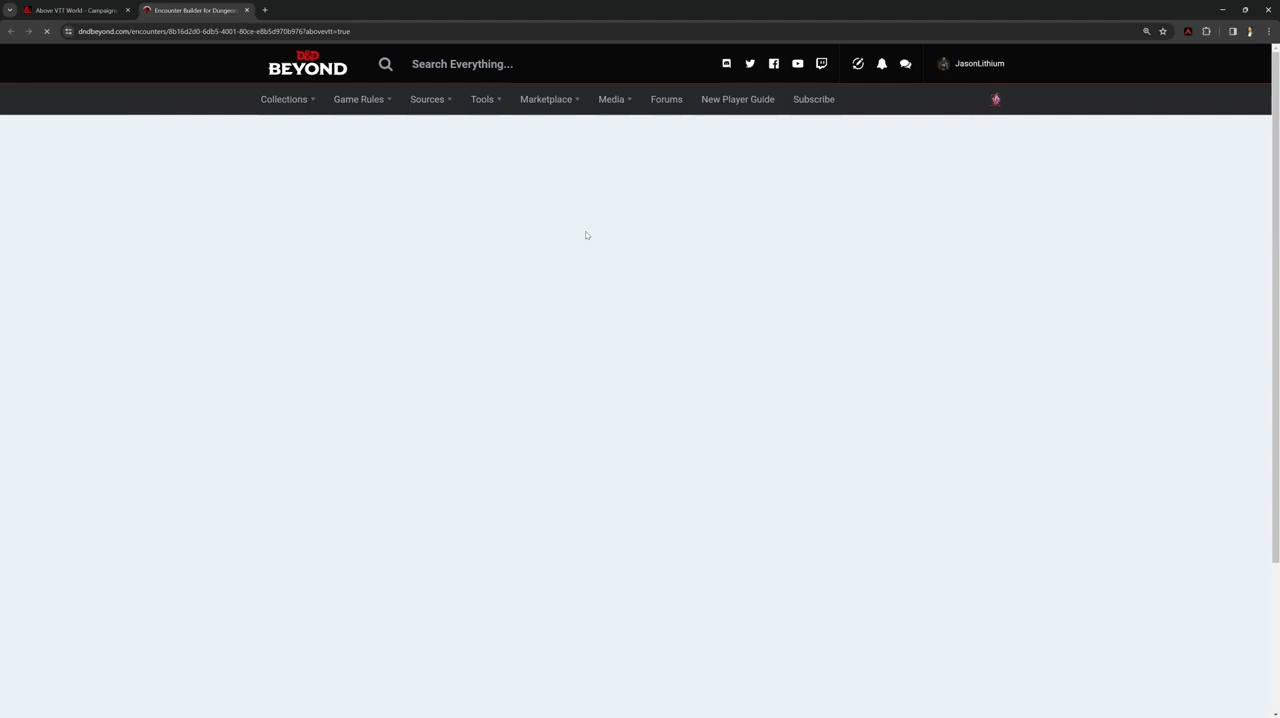 Above VTT World - Campaigns
Encounter Builder for Dungeon
dndbeyond.com/encounters/8b16d2d0-6db5-4001-80ce-e8b5d970b976?abovevtt=true
D&D
BEYOND
Search Everything...
JasonLithium
Collections
Game Rules
Sources
Tools
Marketplace
Media
Forums
New Player Guide
Subscribe